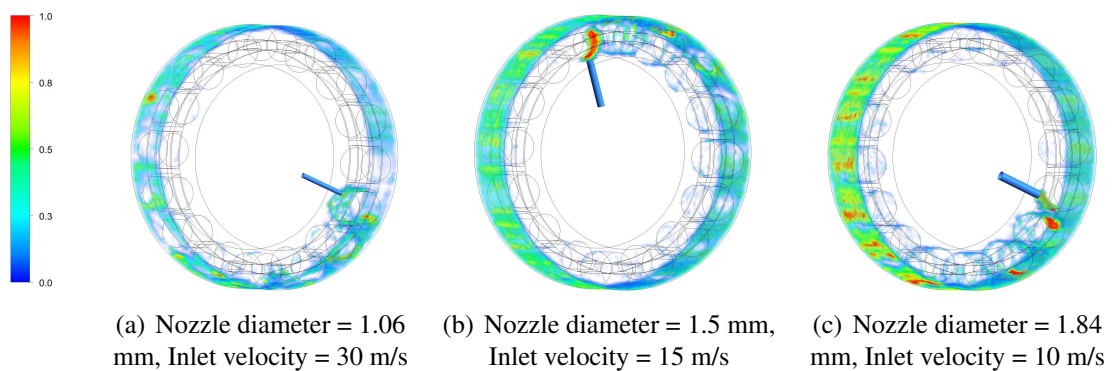 1.0
0.8
0.5
0.3
0.0
(a) Nozzle diameter = 1.06
mm, Inlet velocity = 30 m/s
(b) Nozzle diameter = 1.5 mm,
Inlet velocity = 15 m/s
(c) Nozzle diameter = 1.84
mm, Inlet velocity = 10 m/s